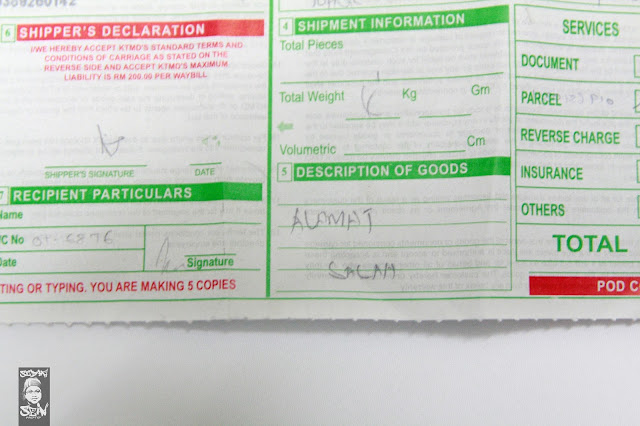 6 SHIPPER'S DECLARATION
I/WE HEREBY ACCEPT KTMD'S STANDARD TERMS AND
CONDITIONS OF CARRIAGE AS STATED ON THE
REVERSE SIDE AND ACCEPT KTMD'S MAXIMUM
LIABILITY IS RM 200.00 PER WAYBILL
SHIPPER'S SIGNATURE DATE
7 RECIPIENT PARTICULARS
Name
I/C No
Date Signature
TING OR TYPING. YOU ARE MAKING 5 COPIES
4 SHIPMENT INFORMATION
Total Pieces
Total Weight Kg Gm
Volumetric Cm
5 DESCRIPTION OF GOODS
ALAMAT
SALAH
SERVICES
DOCUMENT
PARCEL
REVERSE CHARGE
INSURANCE
OTHERS
TOTAL
POD C
SEIN